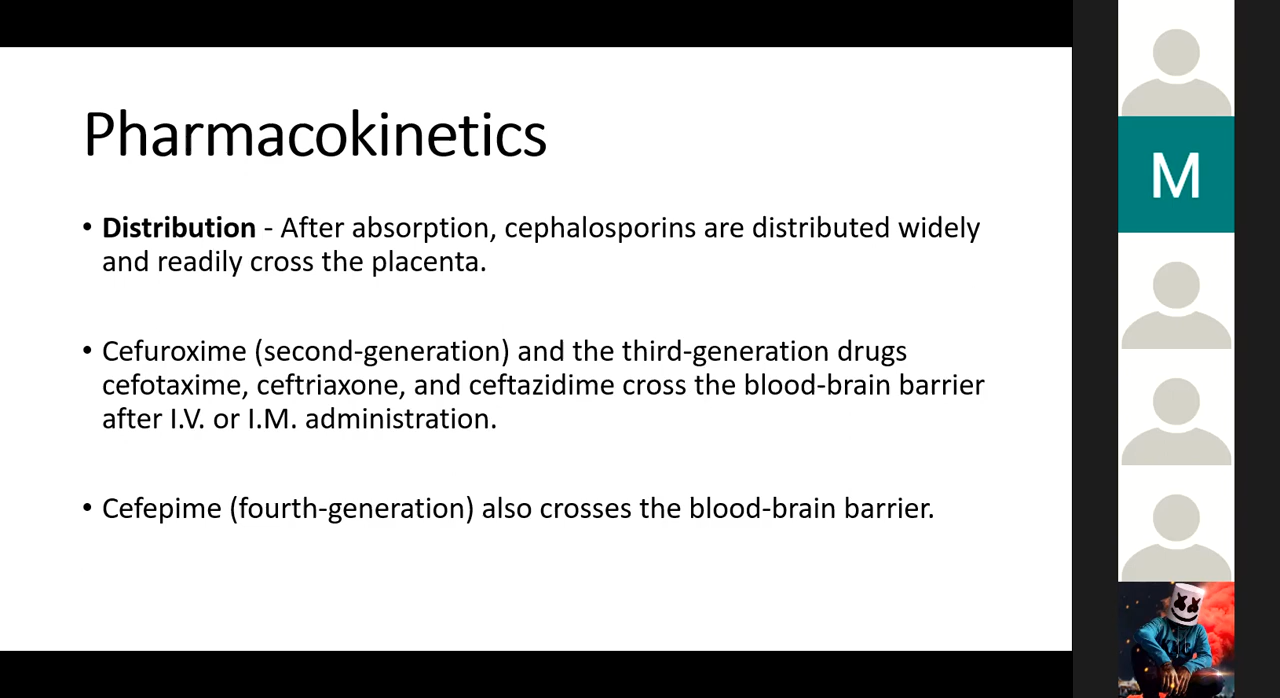 Pharmacokinetics
• Distribution - After absorption, cephalosporins are distributed widely
and readily cross the placenta.
• Cefuroxime (second-generation) and the third-generation drugs
cefotaxime, ceftriaxone, and ceftazidime cross the blood-brain barrier
after I.V. or I.M. administration.
• Cefepime (fourth-generation) also crosses the blood-brain barrier.
M